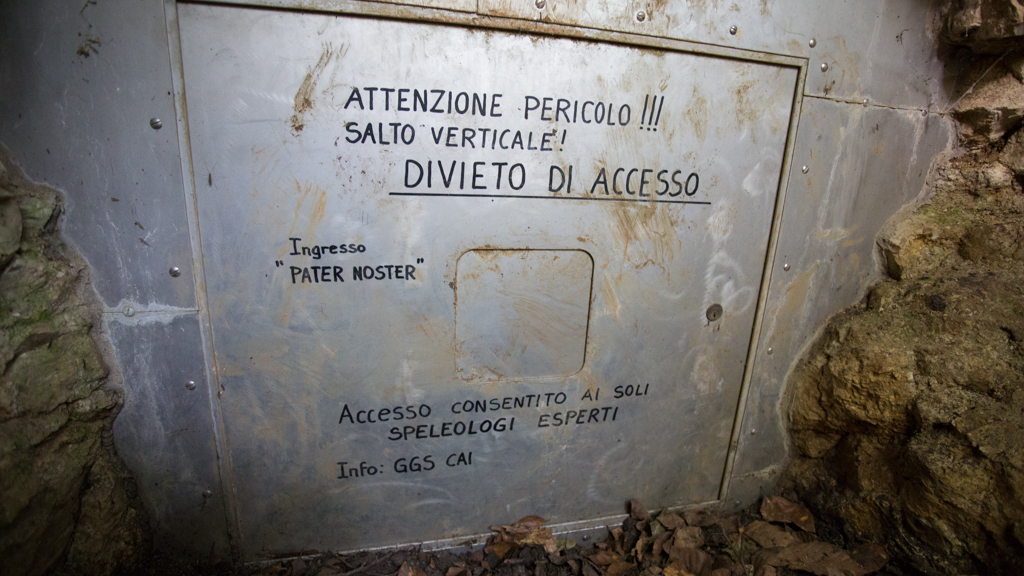 ATTENZIONE PERICOLO !!!
SALTO VERTICALE!
DIVIETO DI ACCESSO
Ingresso
"PATER NOSTER"
Accesso CONSENTITO AI SOLI
SPELEOLOGI ESPERTI
Info: GGS CAI